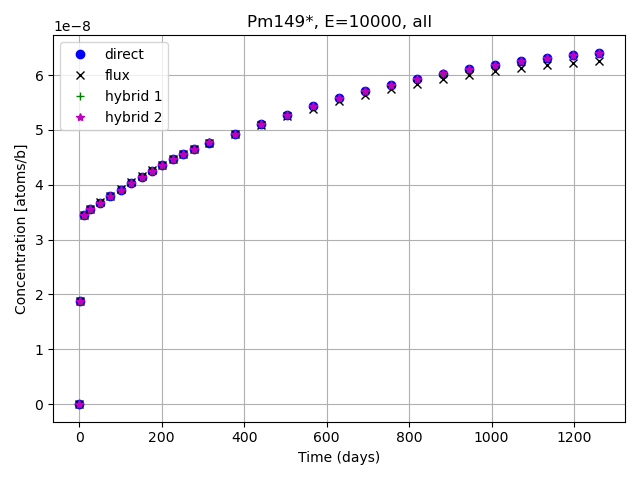 Pm149*, E=10000, all
1e−8
direct
flux
hybrid 1
hybrid 2
6
5
4
3
2
1
0
Concentration [atoms/b]
0 200 400 600 800 1000 1200
Time (days)